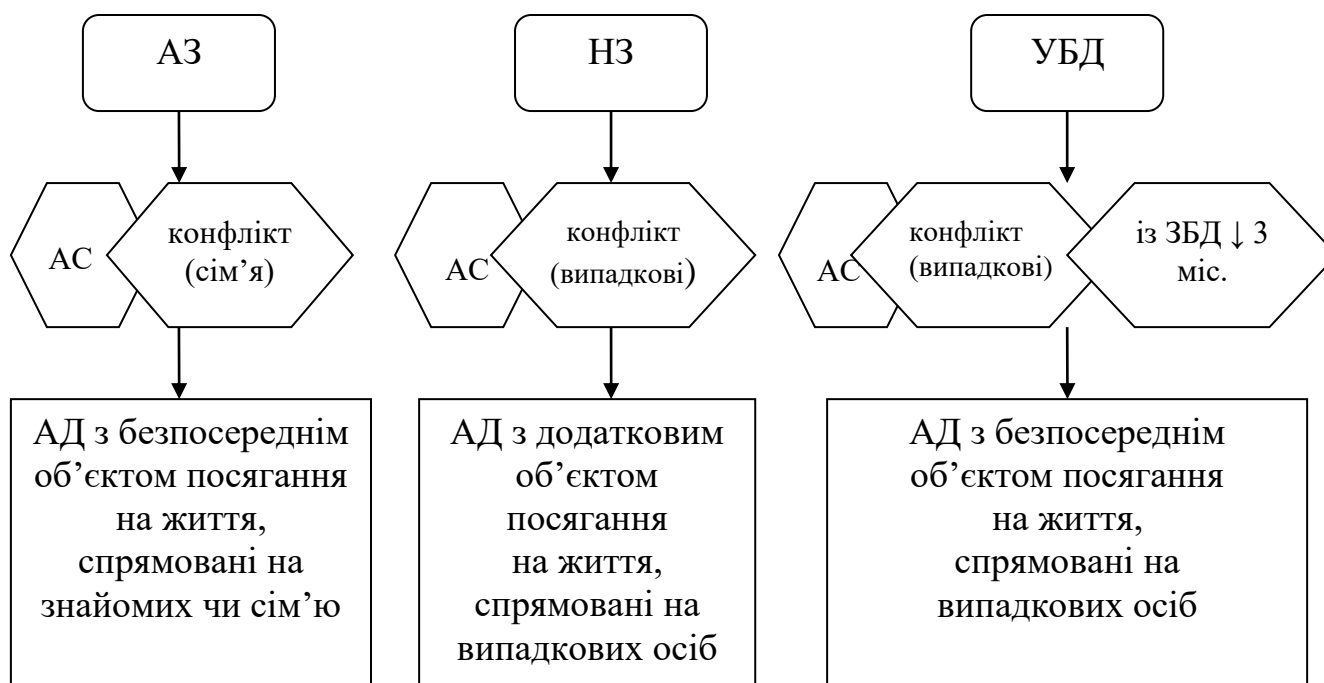 АЗ
НЗ
УБД
АС
конфлікт
(сім’я)
АС
конфлікт
(випадкові)
АС
конфлікт
(випадкові)
із ЗБД ↓ 3
міс.
АД з безпосереднім
об’єктом посягання
на життя,
спрямовані на
знайомих чи сім’ю
АД з додатковим
об’єктом
посягання
на життя,
спрямовані на
випадкових осіб
АД з безпосереднім
об’єктом посягання
на життя,
спрямовані на
випадкових осіб